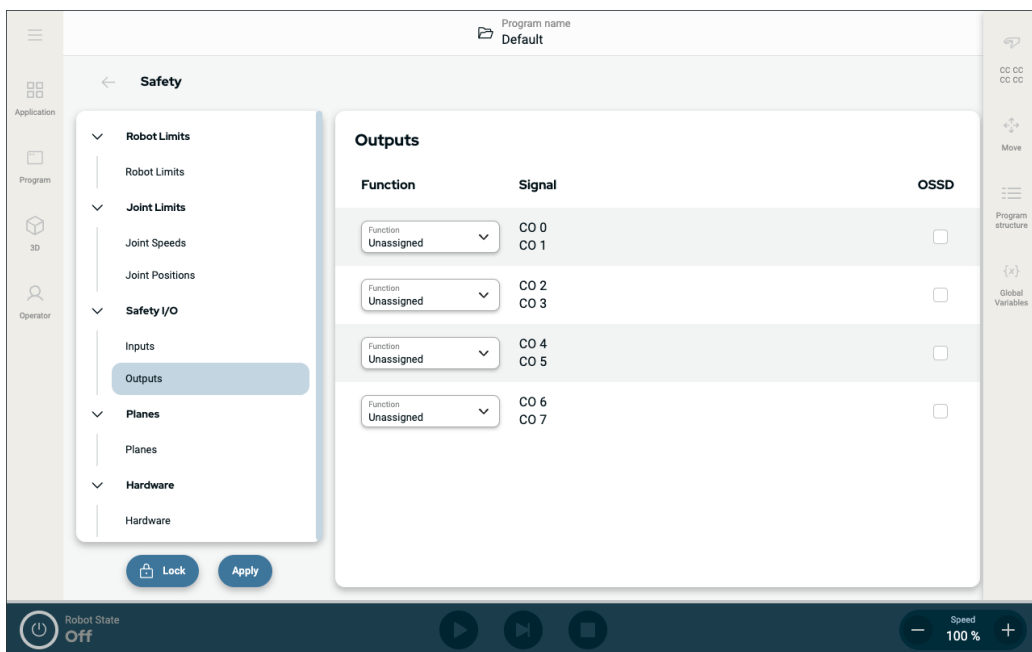 Program name
Default
Application
Program
3D
Operator
Safety
Robot Limits
Robot Limits
Joint Limits
Joint Speeds
Joint Positions
Safety I/O
Inputs
Outputs
Planes
Planes
Hardware
Hardware
Lock
Apply
Outputs
Function Signal OSSD
Function
Unassigned
CO 0
CO 1
Function
Unassigned
CO 2
CO 3
Function
Unassigned
CO 4
CO 5
Function
Unassigned
CO 6
CO 7
CC CC
CC CC
Move
Program
structure
{x}
Global
Variables
Robot State
Off
Speed
100 %